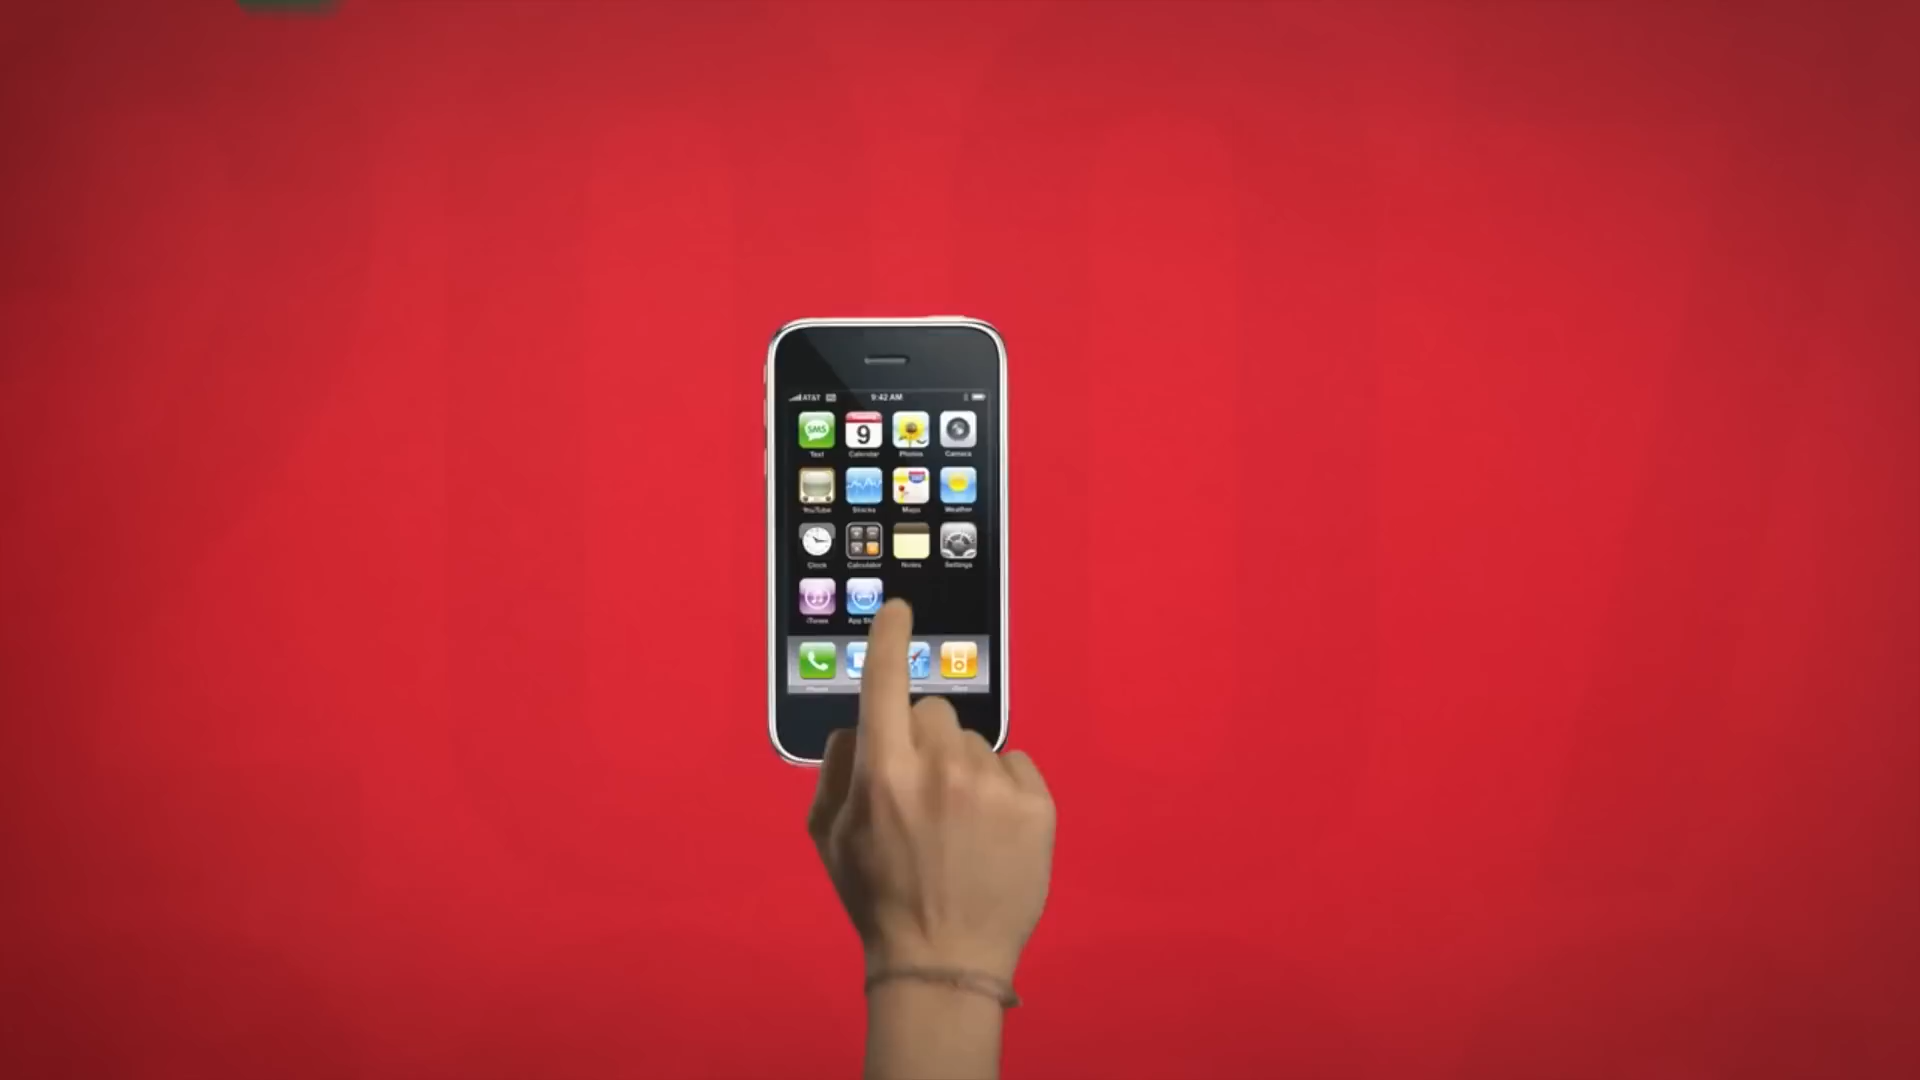 AT&T 9:42 AM
SMS
9
Text Calendar Photos Camera
YouTube Stocks Maps Weather
Clock Calculator Notes Settings
iTunes App